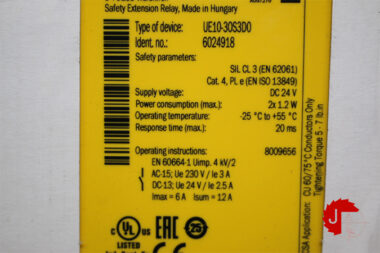 Safety Extension Relay, Made in Hungary
Type of device: UE10-30S3D0
Ident. no.: 6024918
Safety parameters:
SIL CL 3 (EN 62061)
Cat. 4, PL e (EN ISO 13849)
Supply voltage: DC 24 V
Power consumption (max.): 2x 1.2 W
Operating temperature: -25 °C to +55 °C
Response time (max.): 20 ms
Operating instructions: 8009656
EN 60664-1 Uimp. 4 kV/2
AC-15; Ue 230 V / Ie 3 A
DC-13; Ue 24 V / Ie 2.5 A
Imax = 6 A Isum = 12 A
UL
LISTED
EAC
25
CE
CSA Application: CU 60/75 °C Conductors Only
Tightening Torque 5 - 7 lb.in